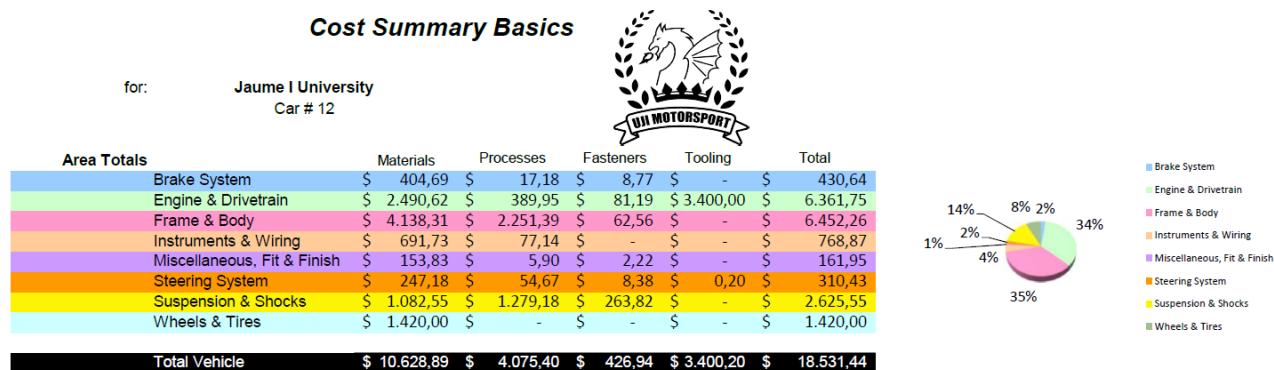 Cost Summary Basics
UJI MOTORSPORT
for: Jaume I University
Car # 12
Area Totals Materials Processes Fasteners Tooling Total
Brake System $ 404,69 $ 17,18 $ 8,77 $ - $ 430,64
Engine & Drivetrain $ 2.490,62 $ 389,95 $ 81,19 $ 3.400,00 $ 6.361,75
Frame & Body $ 4.138,31 $ 2.251,39 $ 62,56 $ - $ 6.452,26
Instruments & Wiring $ 691,73 $ 77,14 $ - $ - $ 768,87
Miscellaneous, Fit & Finish $ 153,83 $ 5,90 $ 2,22 $ - $ 161,95
Steering System $ 247,18 $ 54,67 $ 8,38 $ 0,20 $ 310,43
Suspension & Shocks $ 1.082,55 $ 1.279,18 $ 263,82 $ - $ 2.625,55
Wheels & Tires $ 1.420,00 $ - $ - $ - $ 1.420,00
Total Vehicle $ 10.628,89 $ 4.075,40 $ 426,94 $ 3.400,20 $ 18.531,44
14% 8% 2%
34%
2%
1%
4%
35%
Brake System
Engine & Drivetrain
Frame & Body
Instruments & Wiring
Miscellaneous, Fit & Finish
Steering System
Suspension & Shocks
Wheels & Tires